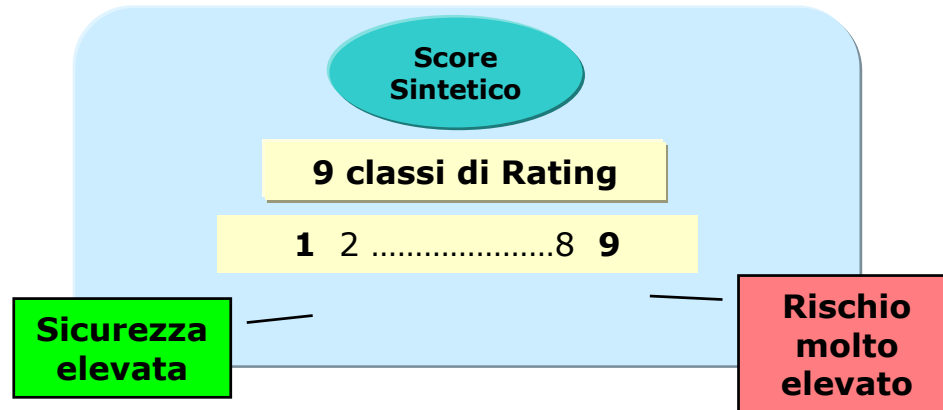 Score
Sintetico
9 classi di Rating
1 2 .....................8 9
Sicurezza
elevata
Rischio
molto
elevato